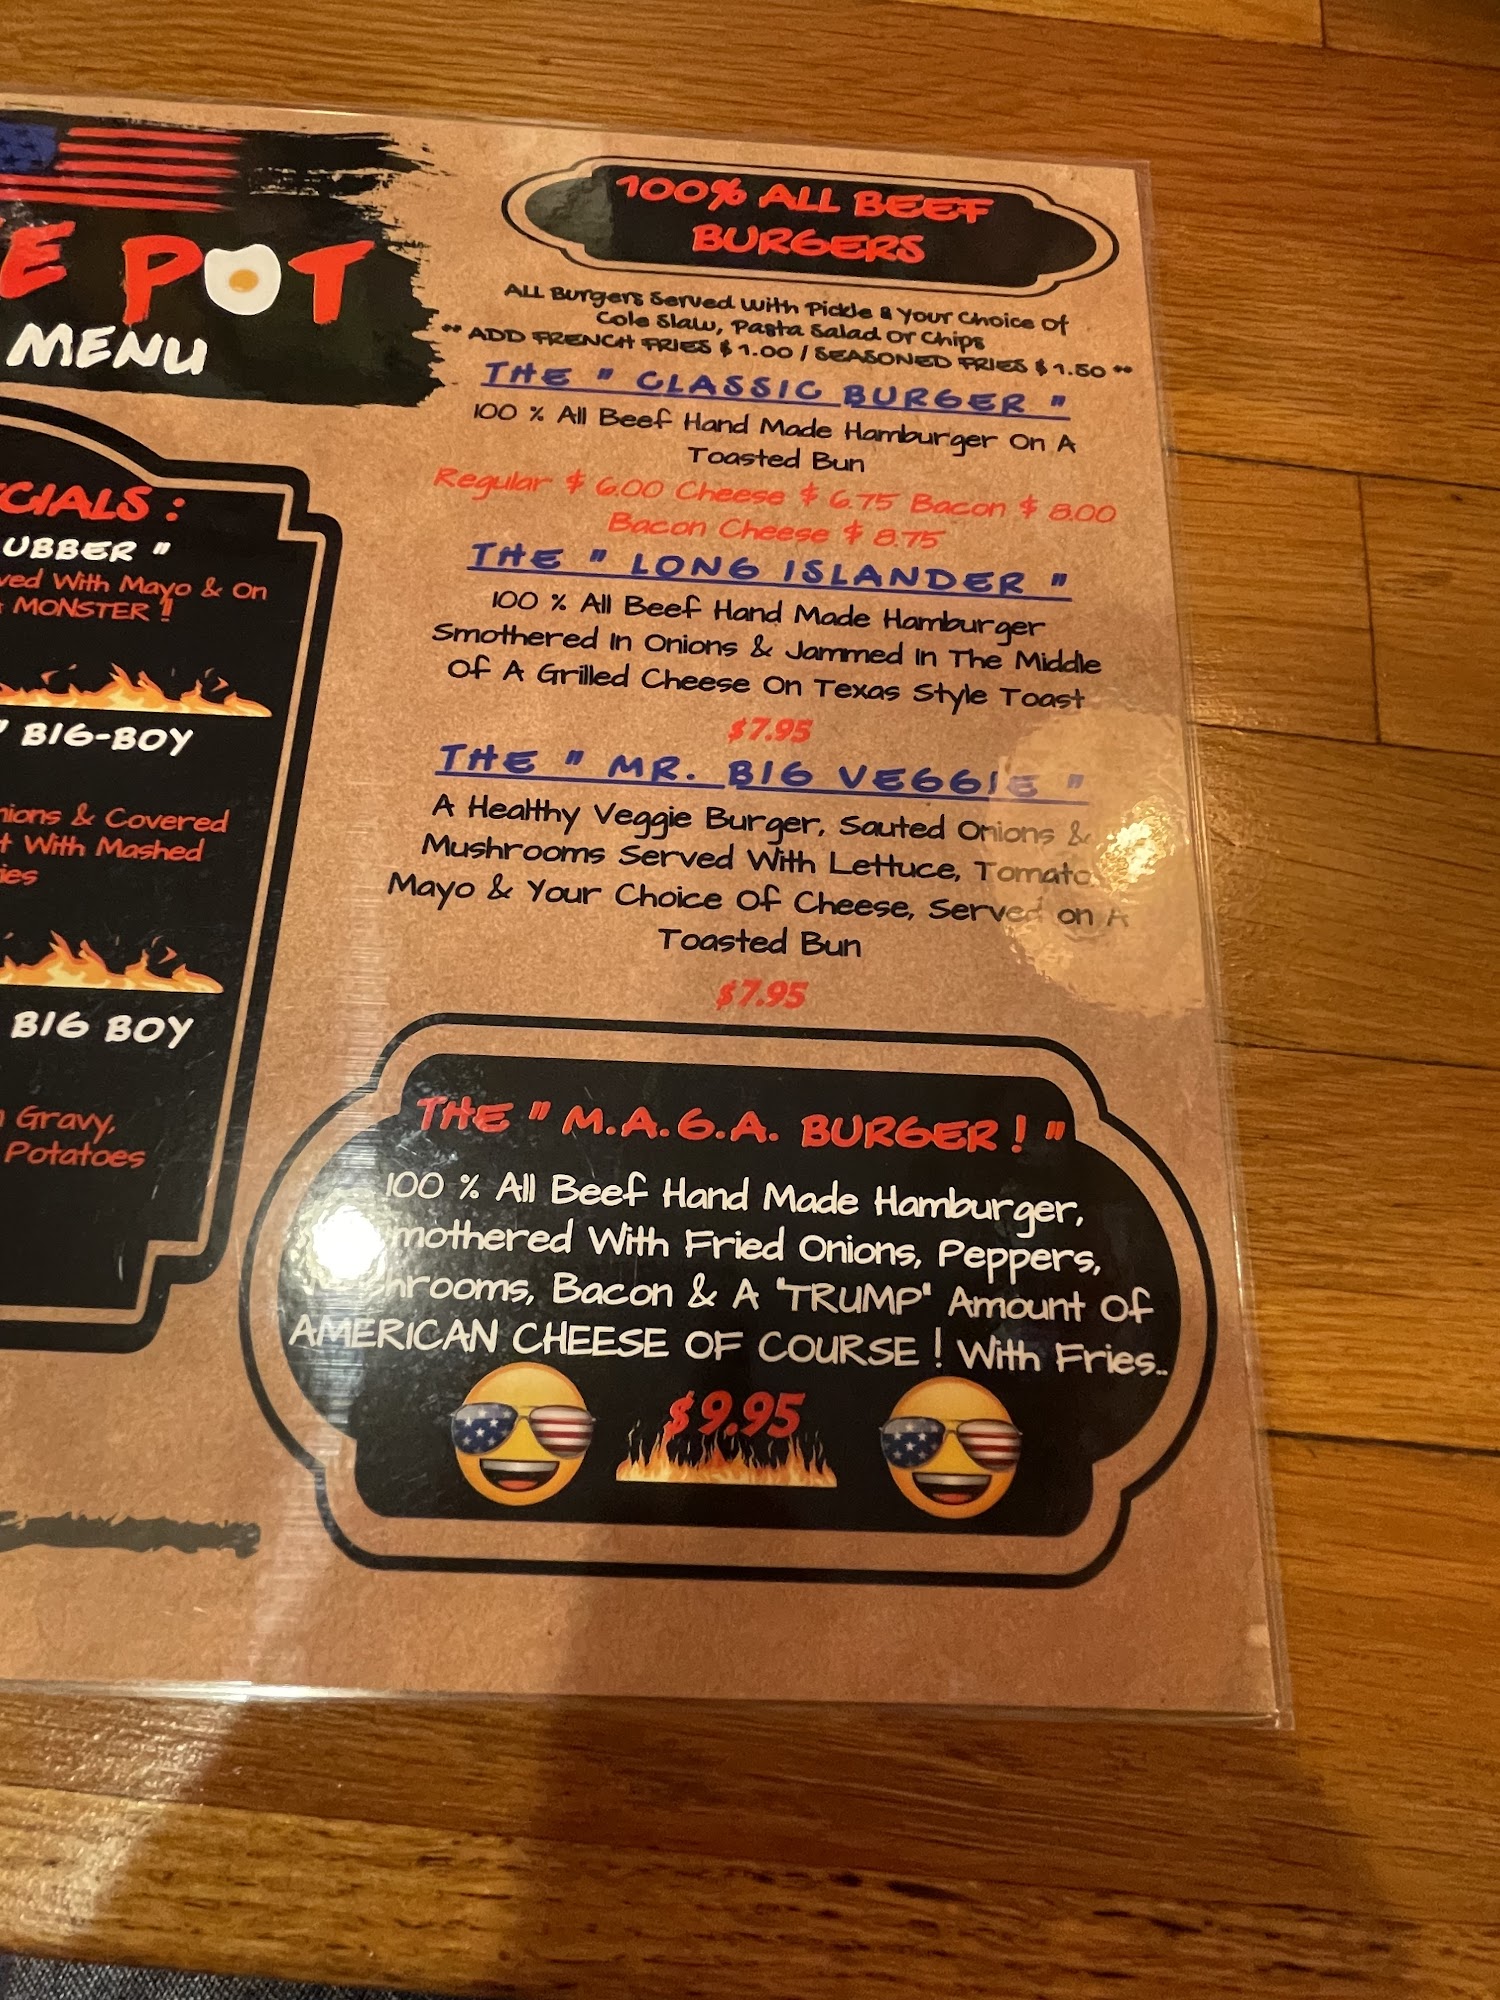 POT
MENU
CIALS :
UBBER "
ved With Mayo & On
MONSTER !
" BIG-BOY
nions & Covered
t With Mashed
ies
BIG BOY
Gravy,
Potatoes
100% ALL BEEF
BURGERS
ALL Burgers Served With Pickle & Your Choice Of
Cole Slaw, Pasta Salad Or Chips
** ADD FRENCH FRIES $ 1.00 / SEASONED FRIES $ 1.50 **
THE " CLASSIC BURGER "
100 % All Beef Hand Made Hamburger On A
Toasted Bun
Regular $ 6.00 Cheese $ 6.75 Bacon $ 8.00
Bacon Cheese $ 8.75
THE " LONG ISLANDER "
100 % All Beef Hand Made Hamburger
Smothered In Onions & Jammed In The Middle
Of A Grilled Cheese On Texas Style Toast
$7.95
THE " MR. BIG VEGGIE "
A Healthy Veggie Burger, Sauted Onions &
Mushrooms Served With Lettuce, Tomato
Mayo & Your Choice Of Cheese, Served on A
Toasted Bun
$7.95
THE " M.A.G.A. BURGER ! "
100 % All Beef Hand Made Hamburger,
mothered With Fried Onions, Peppers,
hrooms, Bacon & A "TRUMP" Amount Of
AMERICAN CHEESE OF COURSE ! With Fries..
$9.95